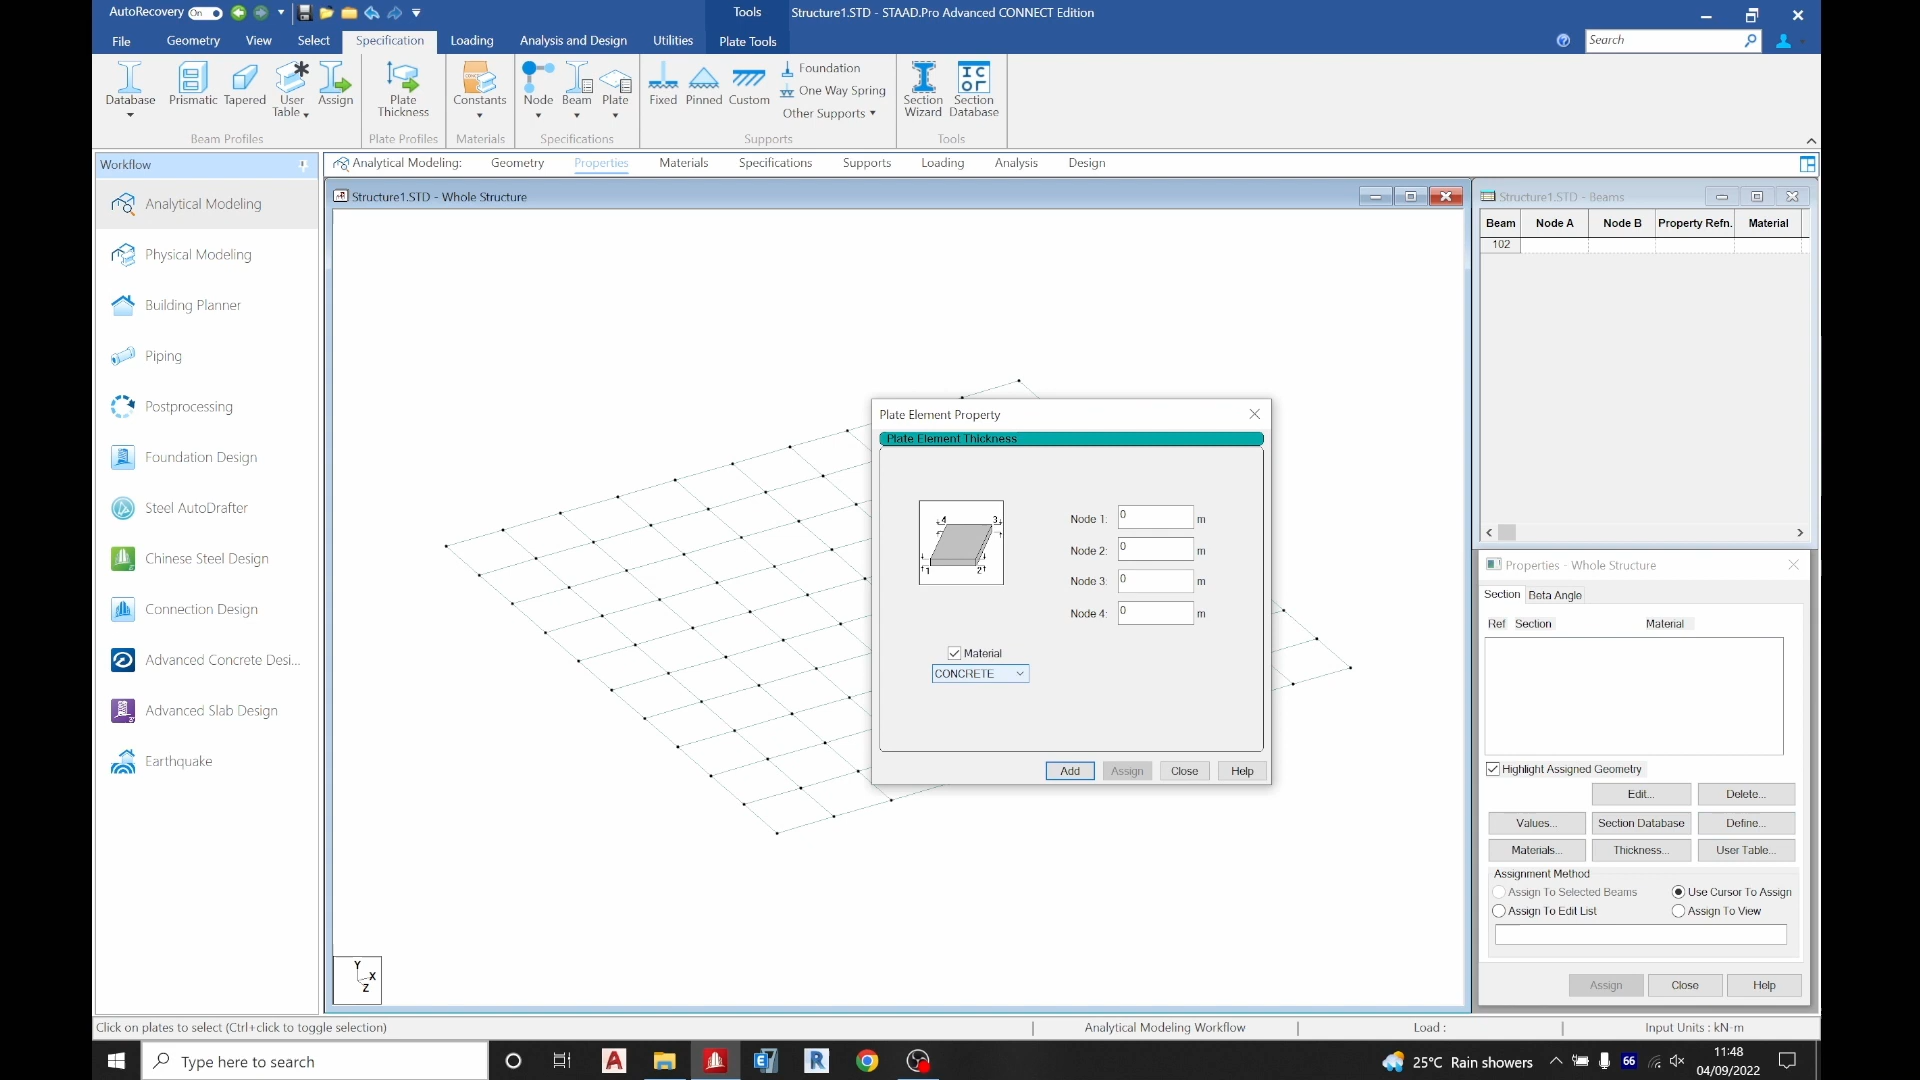 AutoRecovery On
Tools
Structure1.STD - STAAD.Pro Advanced CONNECT Edition
File Geometry View Select Specification Loading Analysis and Design Utilities Plate Tools
Search
Database Prismatic Tapered User Table Assign
Beam Profiles
Plate Thickness
Plate Profiles
Constants
Materials
Node Beam Plate
Specifications
Fixed Pinned Custom
Foundation
One Way Spring
Other Supports
Supports
Section Wizard Section Database
Tools
Workflow
Analytical Modeling
Physical Modeling
Building Planner
Piping
Postprocessing
Foundation Design
Steel AutoDrafter
Chinese Steel Design
Connection Design
Advanced Concrete Desi...
Advanced Slab Design
Earthquake
Analytical Modeling: Geometry Properties Materials Specifications Supports Loading Analysis Design
Structure1.STD - Whole Structure
Plate Element Property
Plate Element Thickness
4 3
1 2
Node 1: 0 m
Node 2: 0 m
Node 3: 0 m
Node 4: 0 m
Material
CONCRETE
Add Assign Close Help
Y
X
Z
Structure1.STD - Beams
Beam Node A Node B Property Refn. Material
102
Properties - Whole Structure
Section Beta Angle
Ref Section Material
Highlight Assigned Geometry
Edit... Delete...
Values... Section Database Define...
Materials... Thickness... User Table...
Assignment Method
Assign To Selected Beams Use Cursor To Assign
Assign To Edit List Assign To View
Assign Close Help
Click on plates to select (Ctrl+click to toggle selection)
Analytical Modeling Workflow
Load :
Input Units : kN-m
Type here to search
25°C Rain showers
66
11:48
04/09/2022